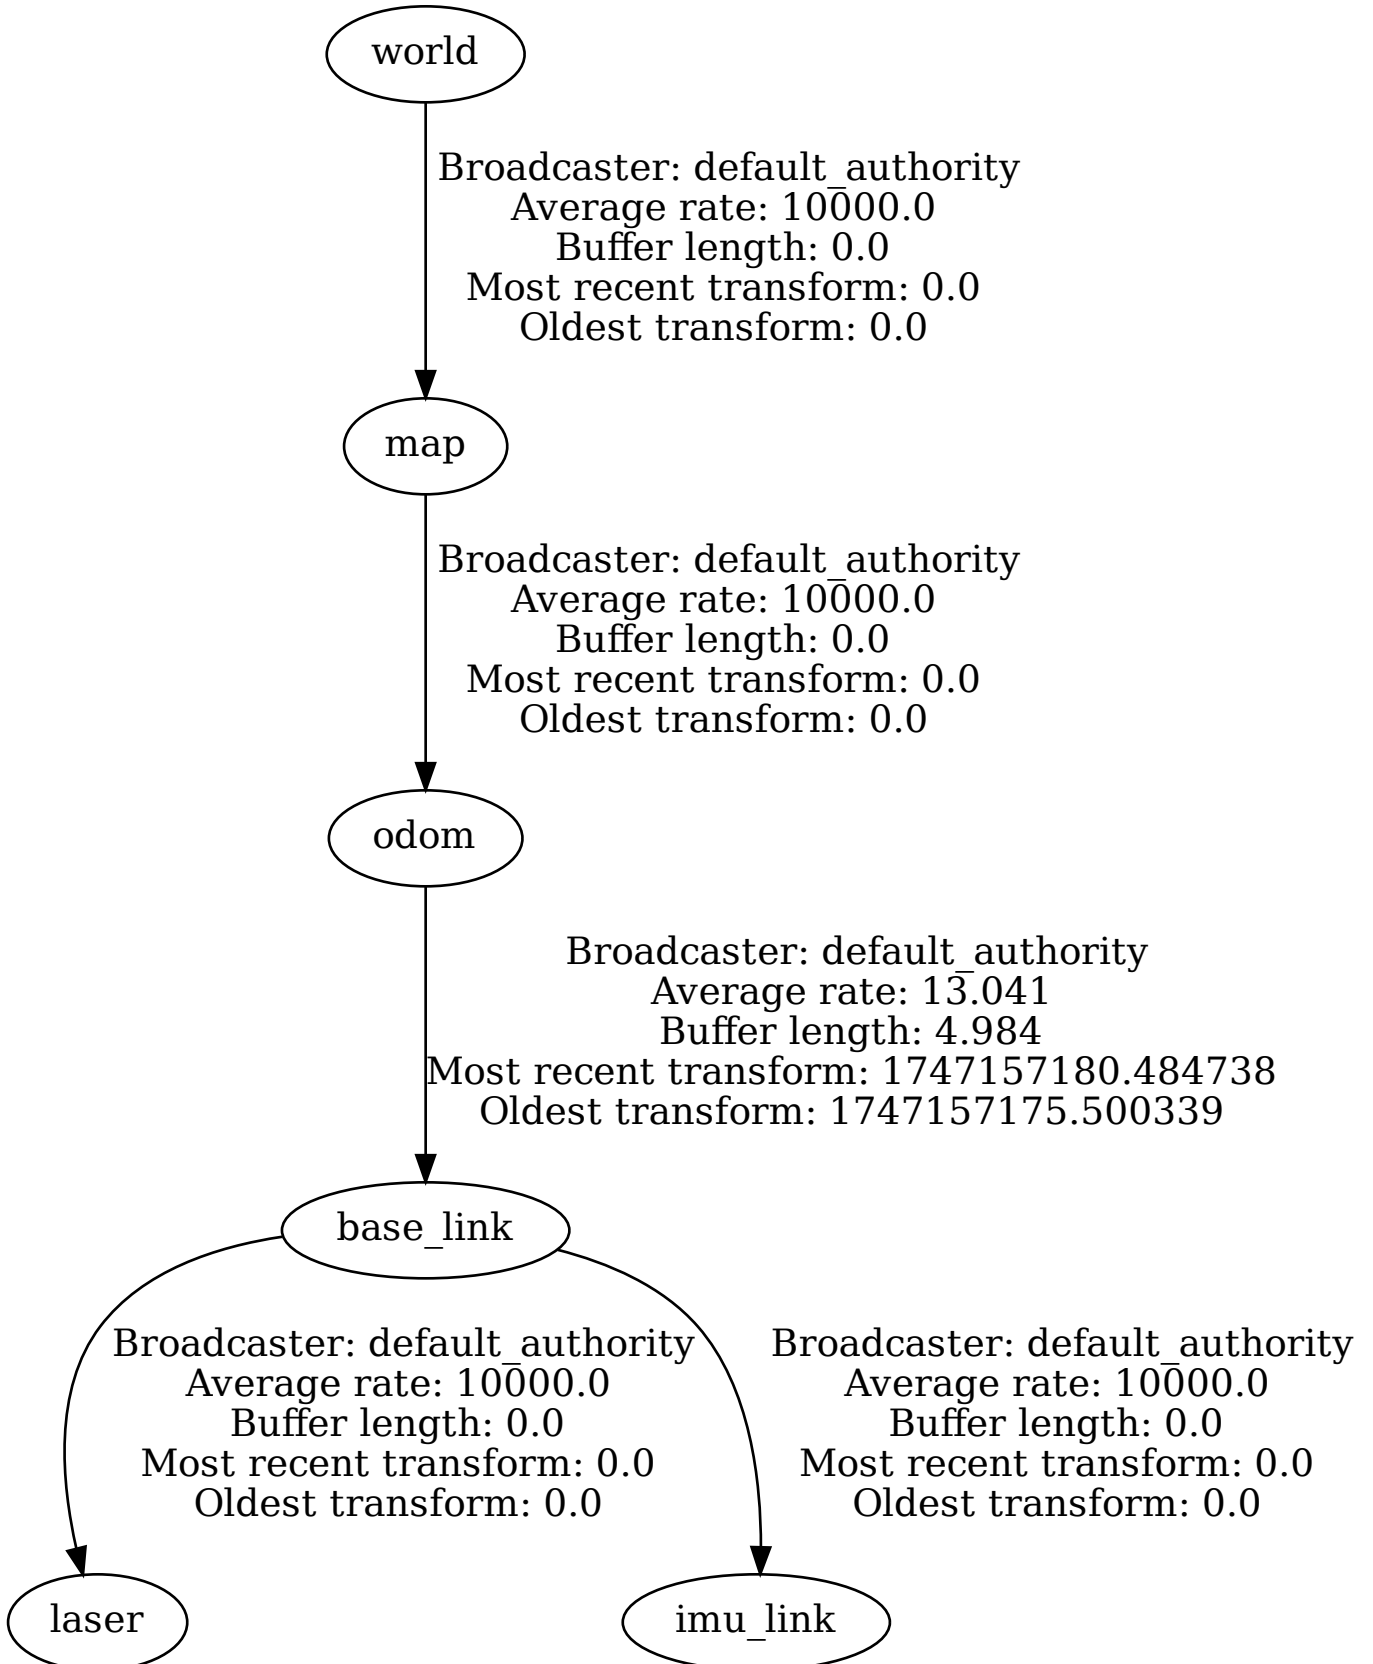 world
Broadcaster: default_authority
Average rate: 10000.0
Buffer length: 0.0
Most recent transform: 0.0
Oldest transform: 0.0
map
Broadcaster: default_authority
Average rate: 10000.0
Buffer length: 0.0
Most recent transform: 0.0
Oldest transform: 0.0
odom
Broadcaster: default_authority
Average rate: 13.041
Buffer length: 4.984
Most recent transform: 1747157180.484738
Oldest transform: 1747157175.500339
base_link
Broadcaster: default_authority
Average rate: 10000.0
Buffer length: 0.0
Most recent transform: 0.0
Oldest transform: 0.0
Broadcaster: default_authority
Average rate: 10000.0
Buffer length: 0.0
Most recent transform: 0.0
Oldest transform: 0.0
laser
imu_link